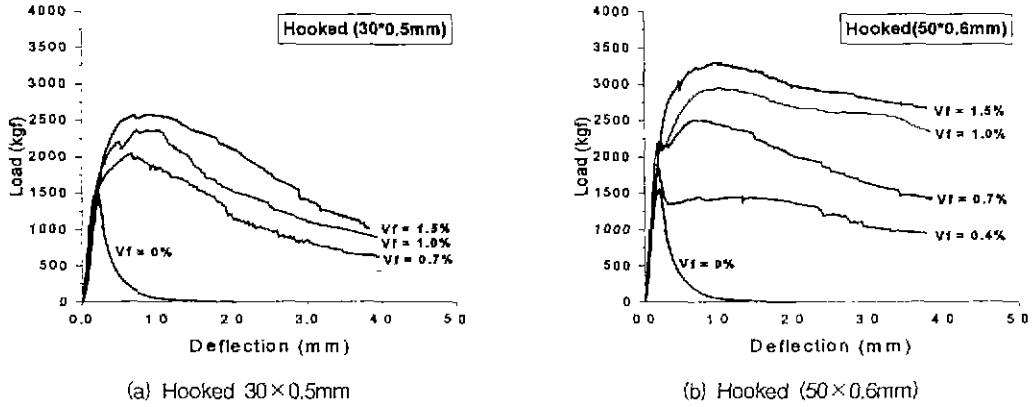 Hooked (30*0.5mm)
4000
3500
3000
2500
2000
1500
1000
500
0
Load (kgf)
Vf = 1.5%
Vf = 1.0%
Vf = 0.7%
Vf = 0%
0.0 1.0 2.0 3.0 4.0 5.0
Deflection (mm)
(a) Hooked 30×0.5mm
Hooked(50*0.6mm)
4000
3500
3000
2500
2000
1500
1000
500
0
Load (kgf)
Vf = 1.5%
Vf = 1.0%
Vf = 0.7%
Vf = 0.4%
Vf = 0%
0.0 1.0 2.0 3.0 4.0 5.0
Deflection (mm)
(b) Hooked (50×0.6mm)